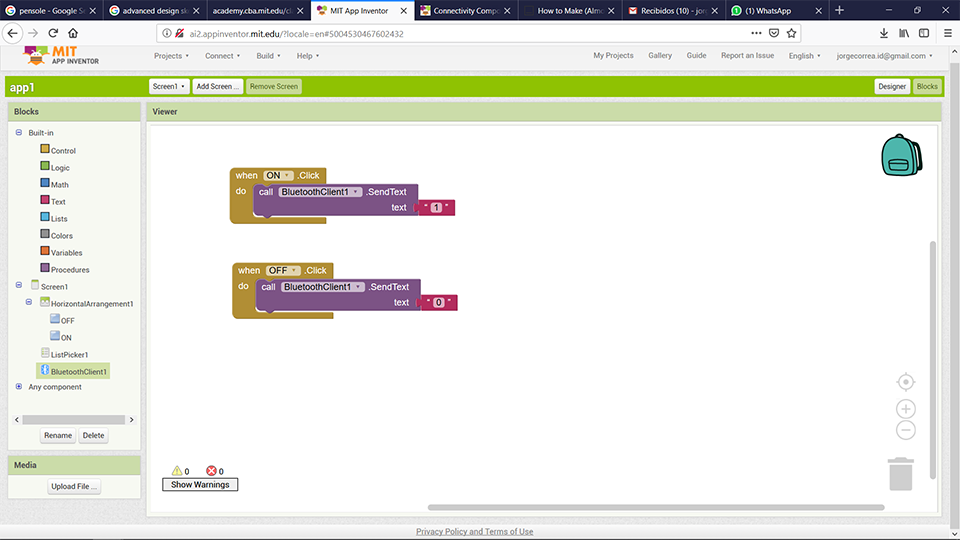 pensole - Google Se
advanced design sk
academy.cba.mit.edu/cl
MIT App Inventor
Connectivity Compo
How to Make (Almo
Recibidos (10) - jor
(1) WhatsApp
ai2.appinventor.mit.edu/?locale=en#5004530467602432
MIT
APP INVENTOR
Projects
Connect
Build
Help
My Projects
Gallery
Guide
Report an Issue
English
jorgecorrea.id@gmail.com
app1
Screen1
Add Screen ...
Remove Screen
Designer
Blocks
Blocks
Viewer
Built-in
Control
Logic
Math
Text
Lists
Colors
Variables
Procedures
Screen1
HorizontalArrangement1
OFF
ON
ListPicker1
BluetoothClient1
Any component
Rename
Delete
Media
Upload File ...
when ON .Click
do call BluetoothClient1 .SendText
text " 1 "
when OFF .Click
do call BluetoothClient1 .SendText
text " 0 "
0 0
Show Warnings
Privacy Policy and Terms of Use